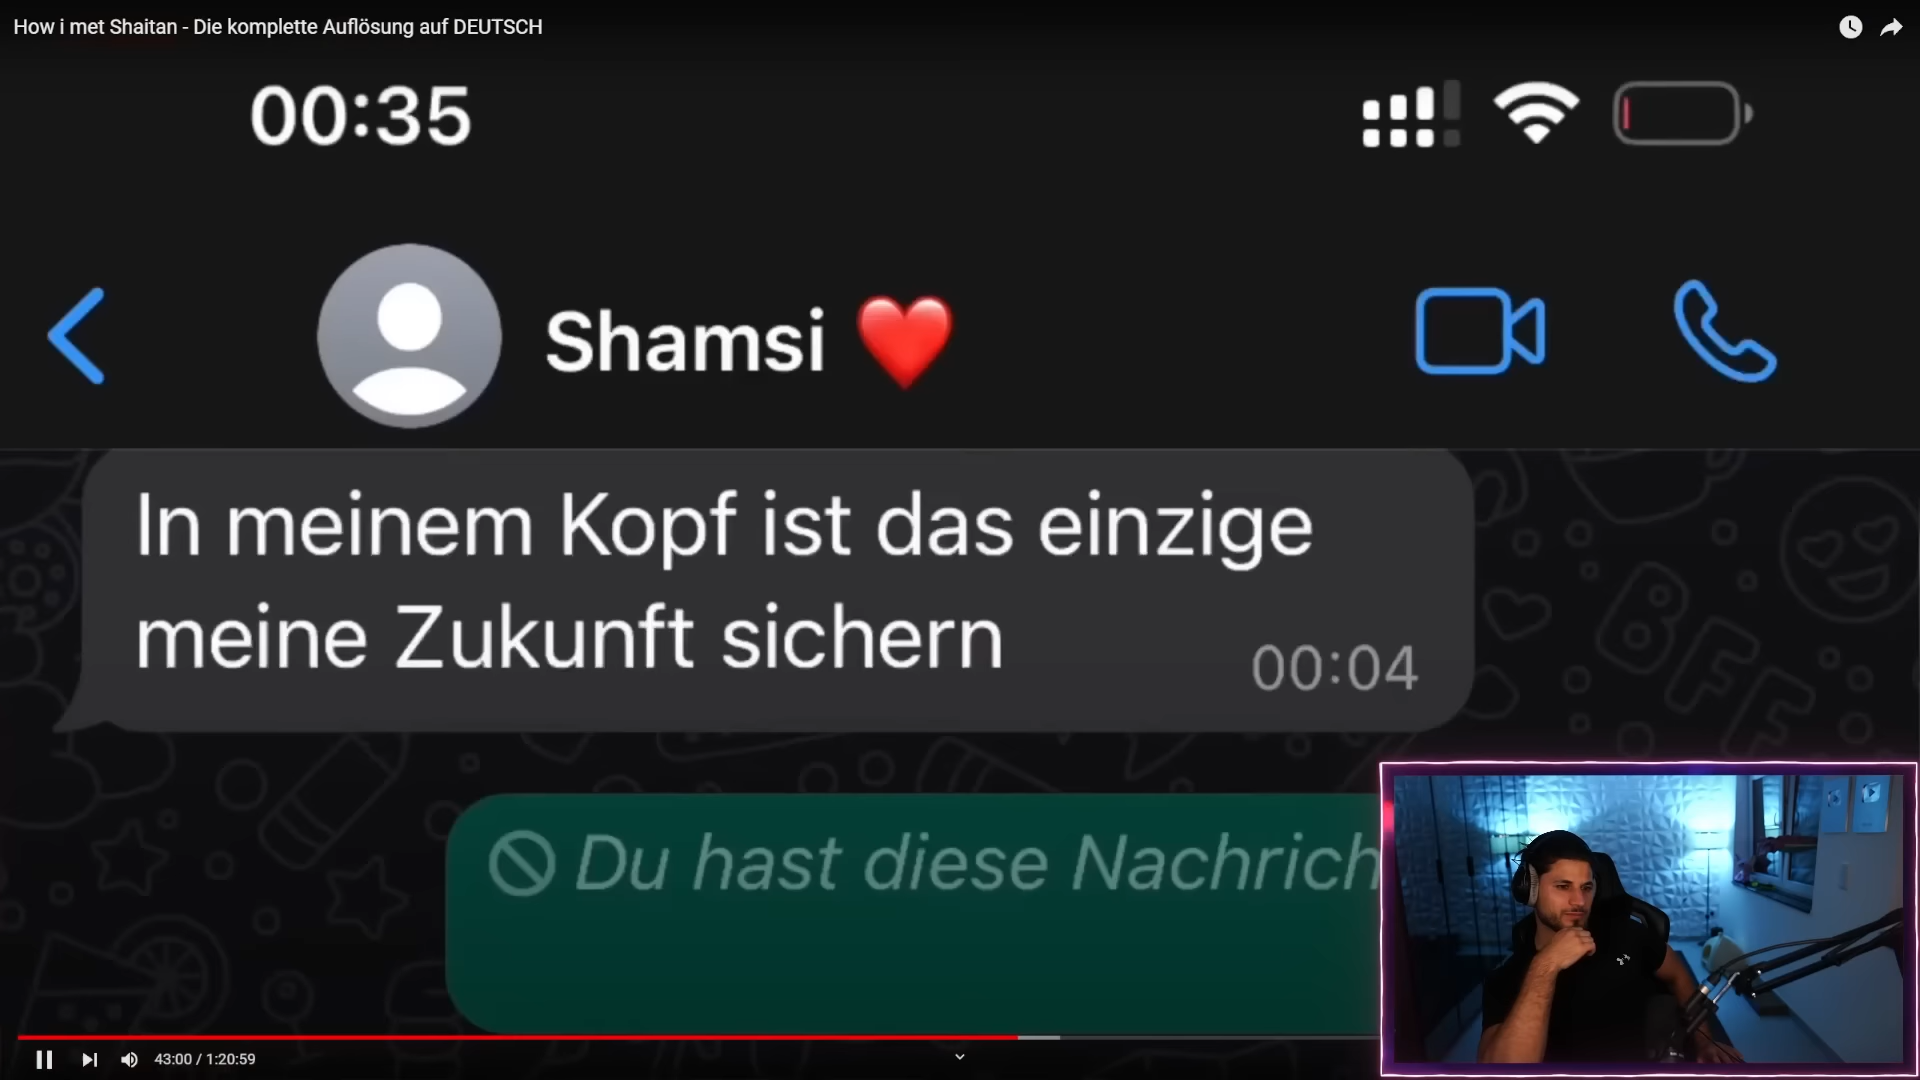 How i met Shaitan - Die komplette Auflösung auf DEUTSCH
00:35
Shamsi ❤️
In meinem Kopf ist das einzige
meine Zukunft sichern
00:04
Du hast diese Nachrich
BFF
43:00 / 1:20:59